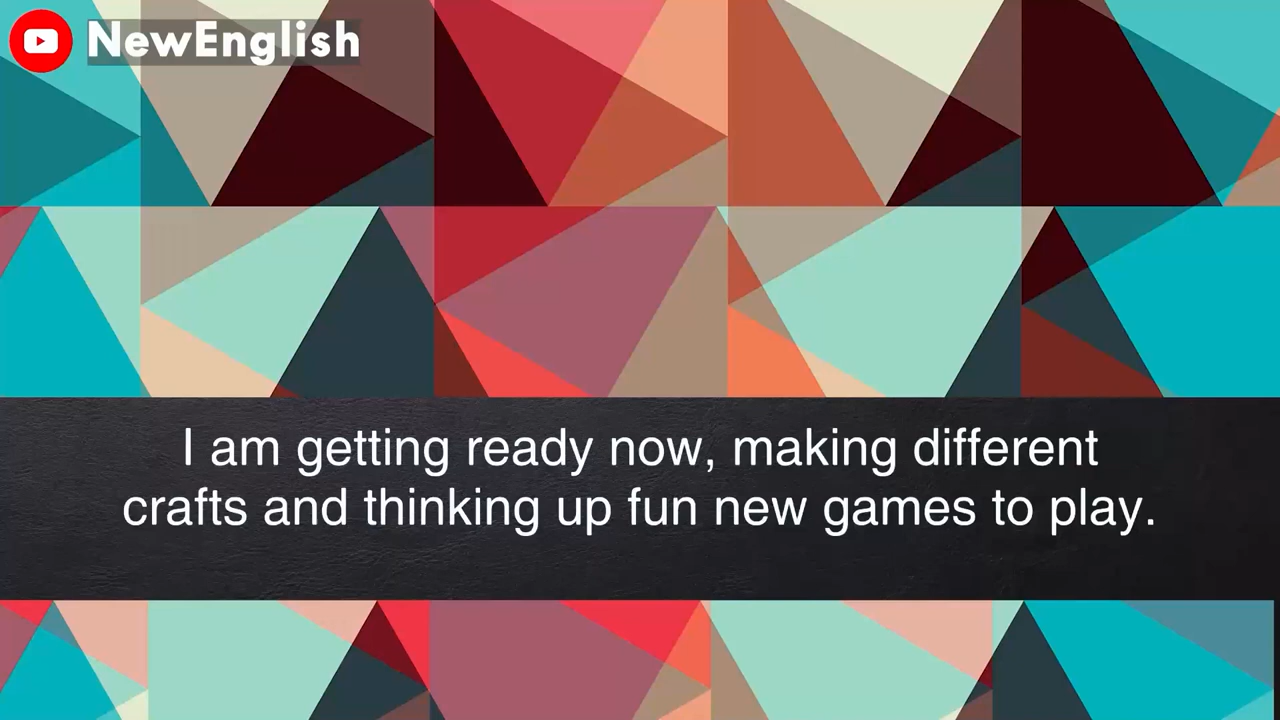 NewEnglish
I am getting ready now, making different
crafts and thinking up fun new games to play.